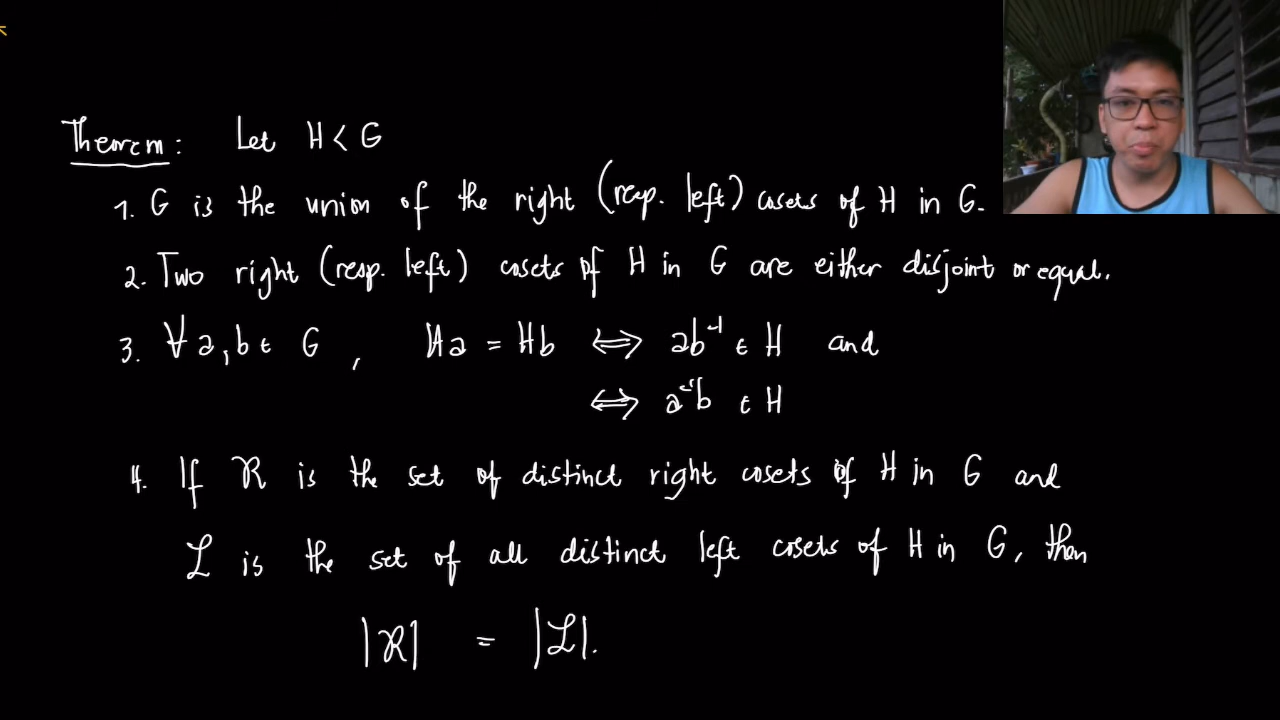 Theorem: Let H < G
1. G is the union of the right (resp. left) cosets of H in G.
2. Two right (resp. left) cosets of H in G are either disjoint or equal.
3. ∀ a, b ∈ G, Ha = Hb ⟺ ab⁻¹ ∈ H and
⟺ a⁻¹b ∈ H
4. If ℛ is the set of distinct right cosets of H in G and
ℒ is the set of all distinct left cosets of H in G, then
|ℛ| = |ℒ|.